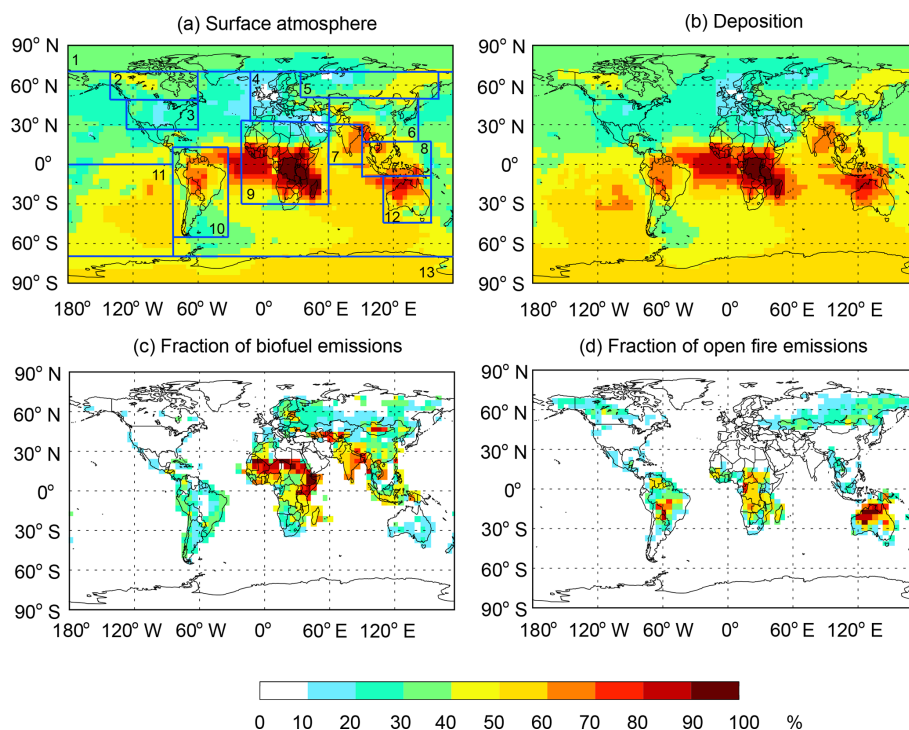 (a) Surface atmosphere
(b) Deposition
90° N
60° N
30° N
0°
30° S
60° S
90° S
1
2
3
4
5
6
7
8
9
10
11
12
13
90° N
60° N
30° N
0°
30° S
60° S
90° S
180° 120° W 60° W 0° 60° E 120° E
180° 120° W 60° W 0° 60° E 120° E
(c) Fraction of biofuel emissions
(d) Fraction of open fire emissions
90° N
60° N
30° N
0°
30° S
60° S
90° S
90° N
60° N
30° N
0°
30° S
60° S
90° S
180° 120° W 60° W 0° 60° E 120° E
180° 120° W 60° W 0° 60° E 120° E
0 10 20 30 40 50 60 70 80 90 100 %